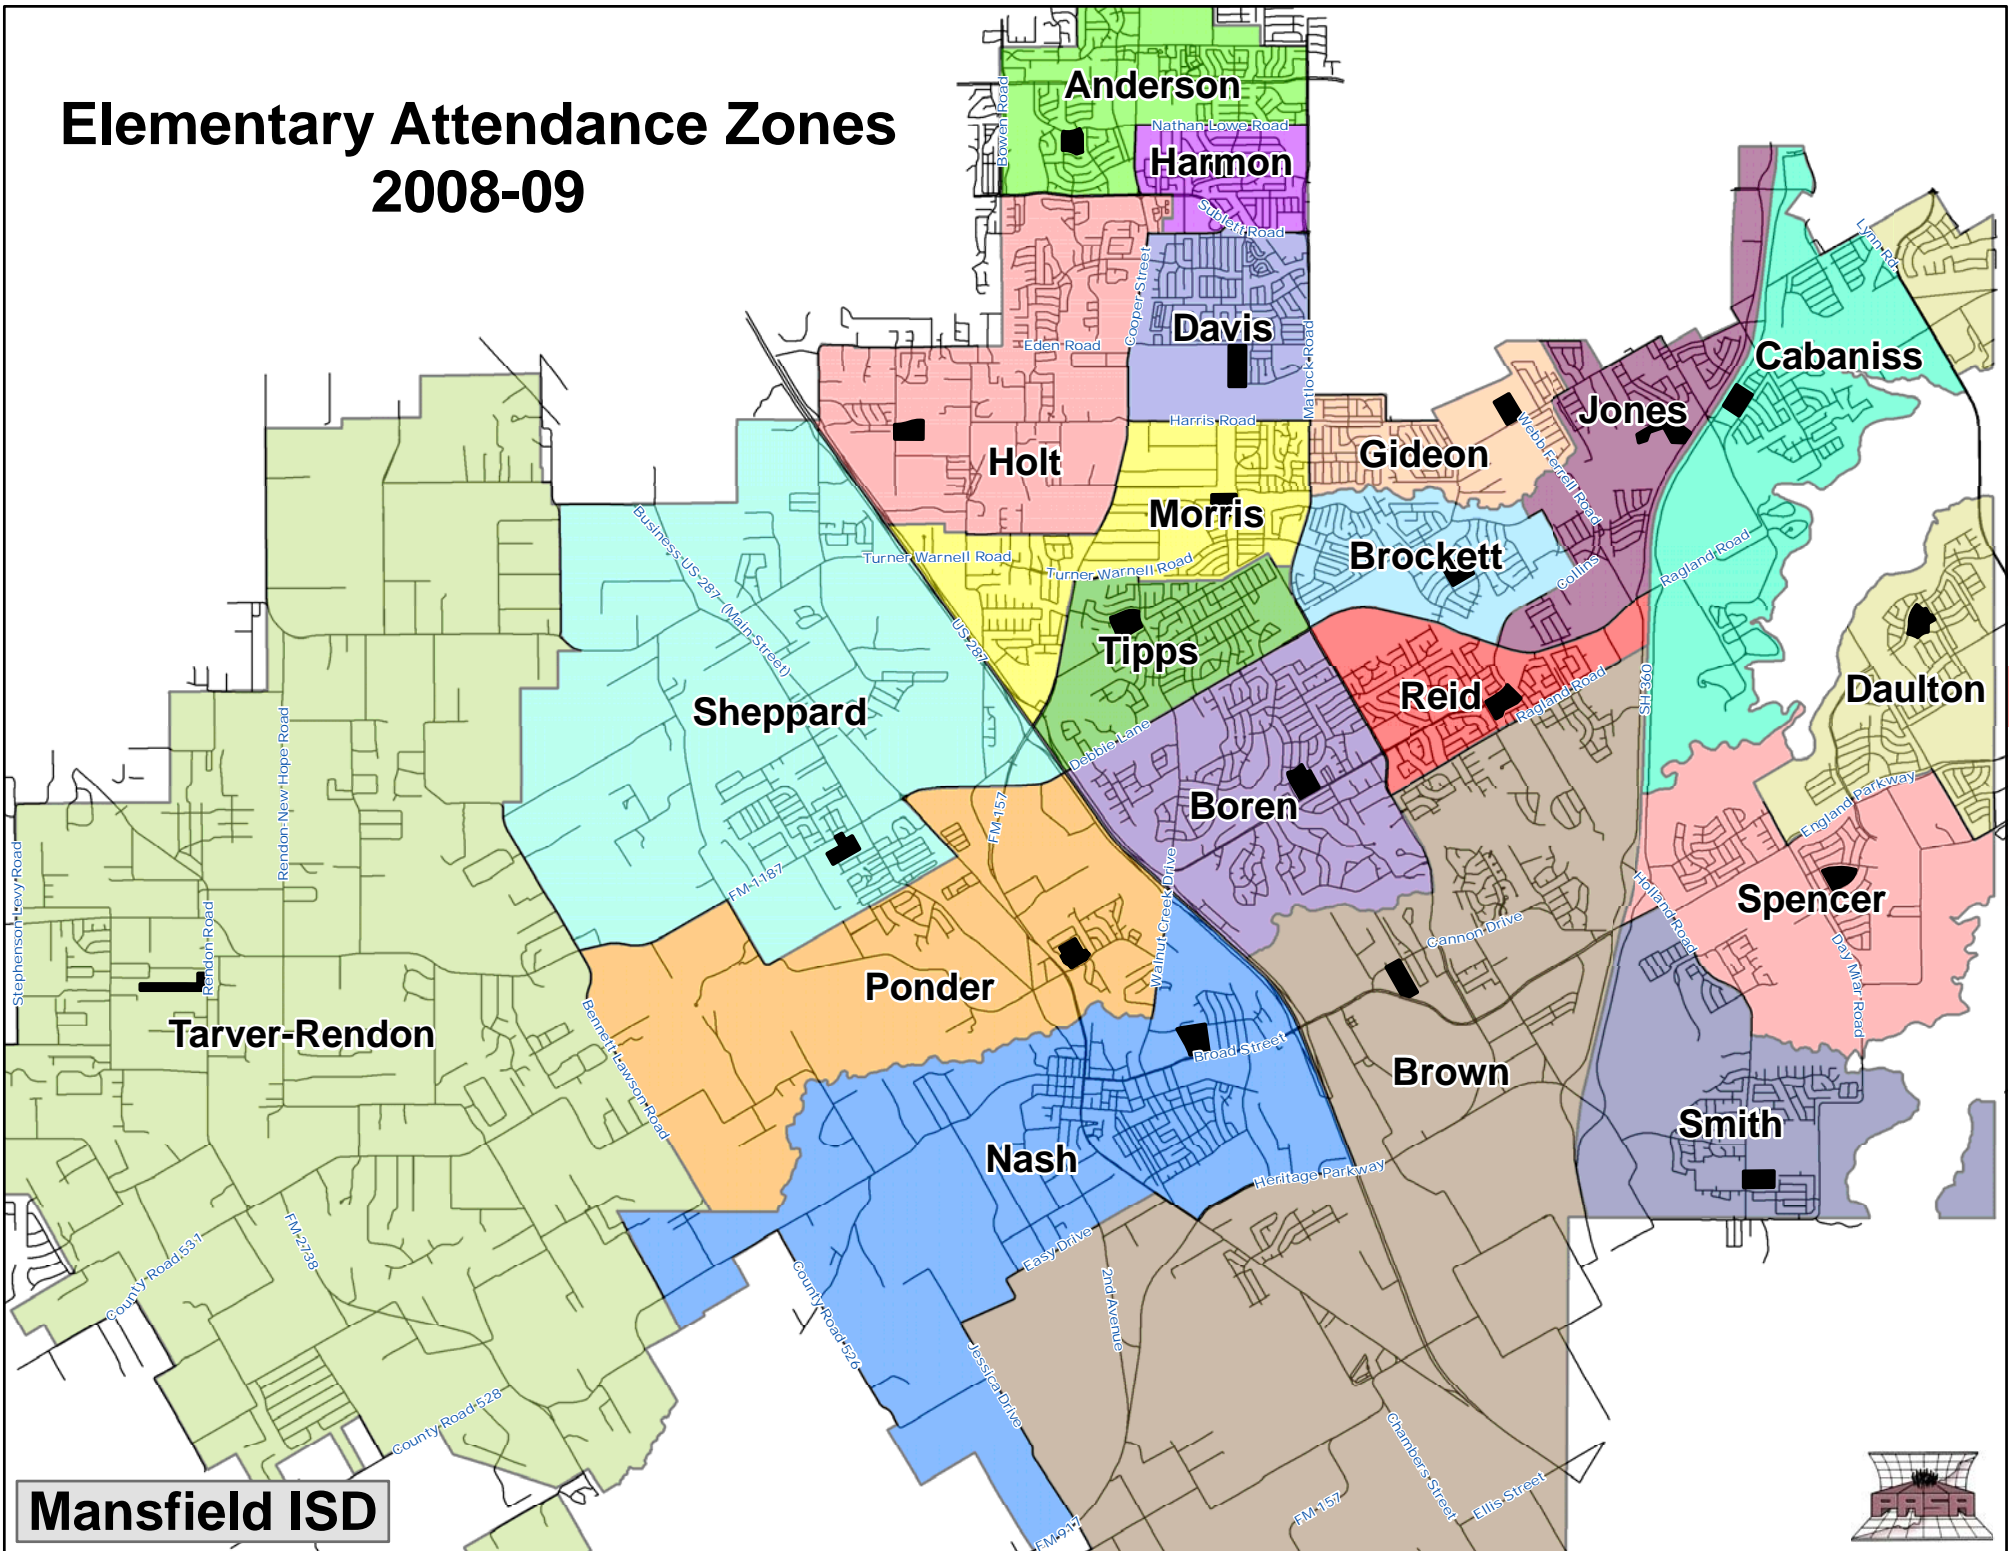 Elementary Attendance Zones
2008-09
Anderson
Bowen Road
Nathan Lowe Road
Harmon
Sublett Road
Cooper Street
Davis
Matlock Road
Eden Road
Harris Road
Holt
Lynn Rd.
Cabaniss
Jones
Gideon
Webb Ferrell Road
Morris
Brockett
Collins
Ragland Road
Business US 287 (Main Street)
Turner Warnell Road
Turner Warnell Road
US 287
Tipps
Sheppard
Reid
Ragland Road
SH 360
Daulton
Rendon New Hope Road
Debbie Lane
FM 157
Boren
England Parkway
Stephenson Levy Road
FM 1187
Walnut Creek Drive
Holland Road
Spencer
Day Miar Road
Rendon Road
Cannon Drive
Ponder
Tarver-Rendon
Bennett Lawson Road
Broad Street
Brown
Smith
Nash
Heritage Parkway
County Road 531
FM 2738
Easy Drive
2nd Avenue
County Road 526
Jessica Drive
County Road 528
Chambers Street
Ellis Street
FM 157
FM 917
Mansfield ISD
PASA